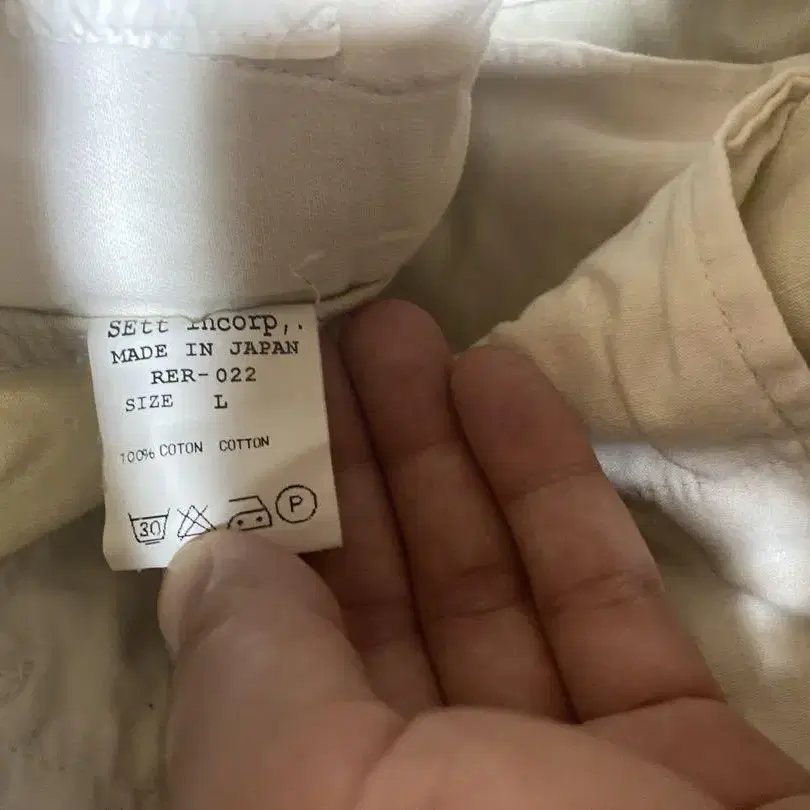 SEtt incorp,.
MADE IN JAPAN
RER-022
SIZE L
100% COTON COTTON
30 P